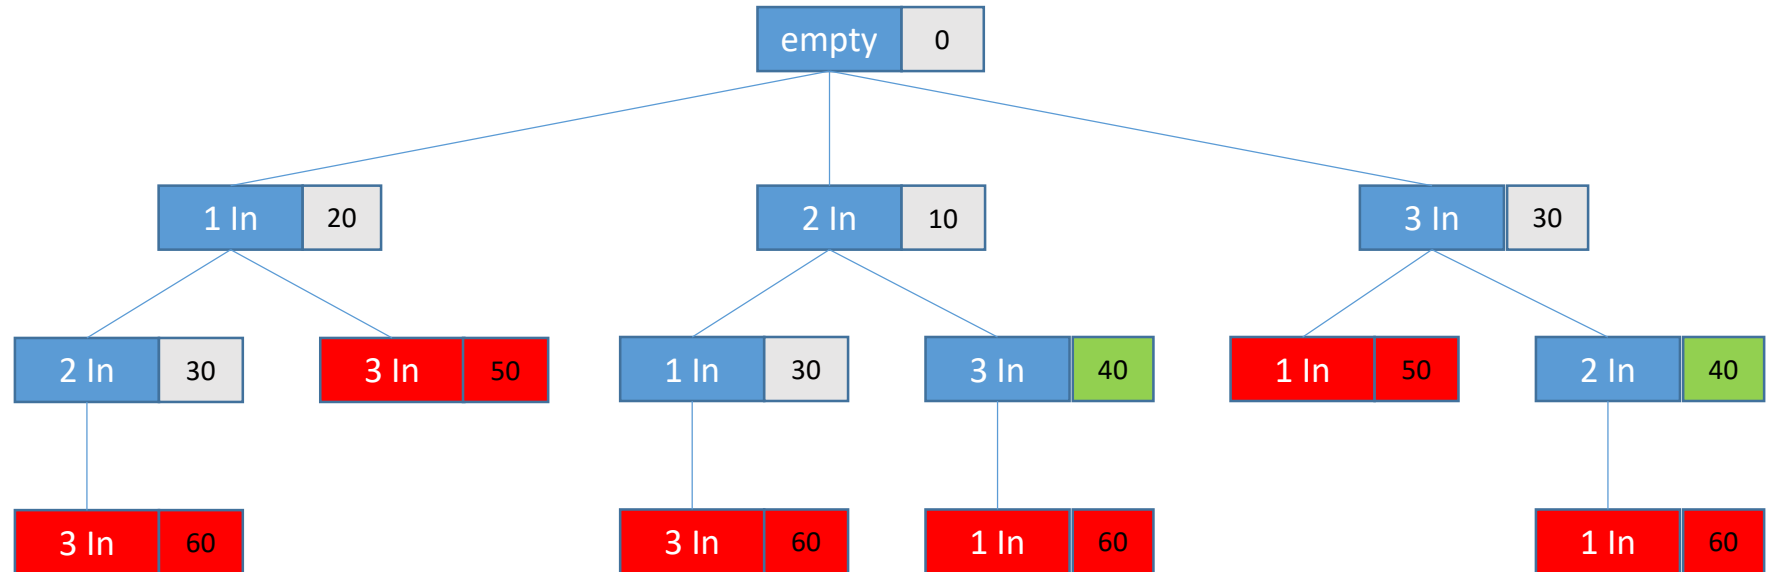 empty 0
1 In 20 2 In 10 3 In 30
2 In 30 3 In 50 1 In 30 3 In 40 1 In 50 2 In 40
3 In 60 3 In 60 1 In 60 1 In 60